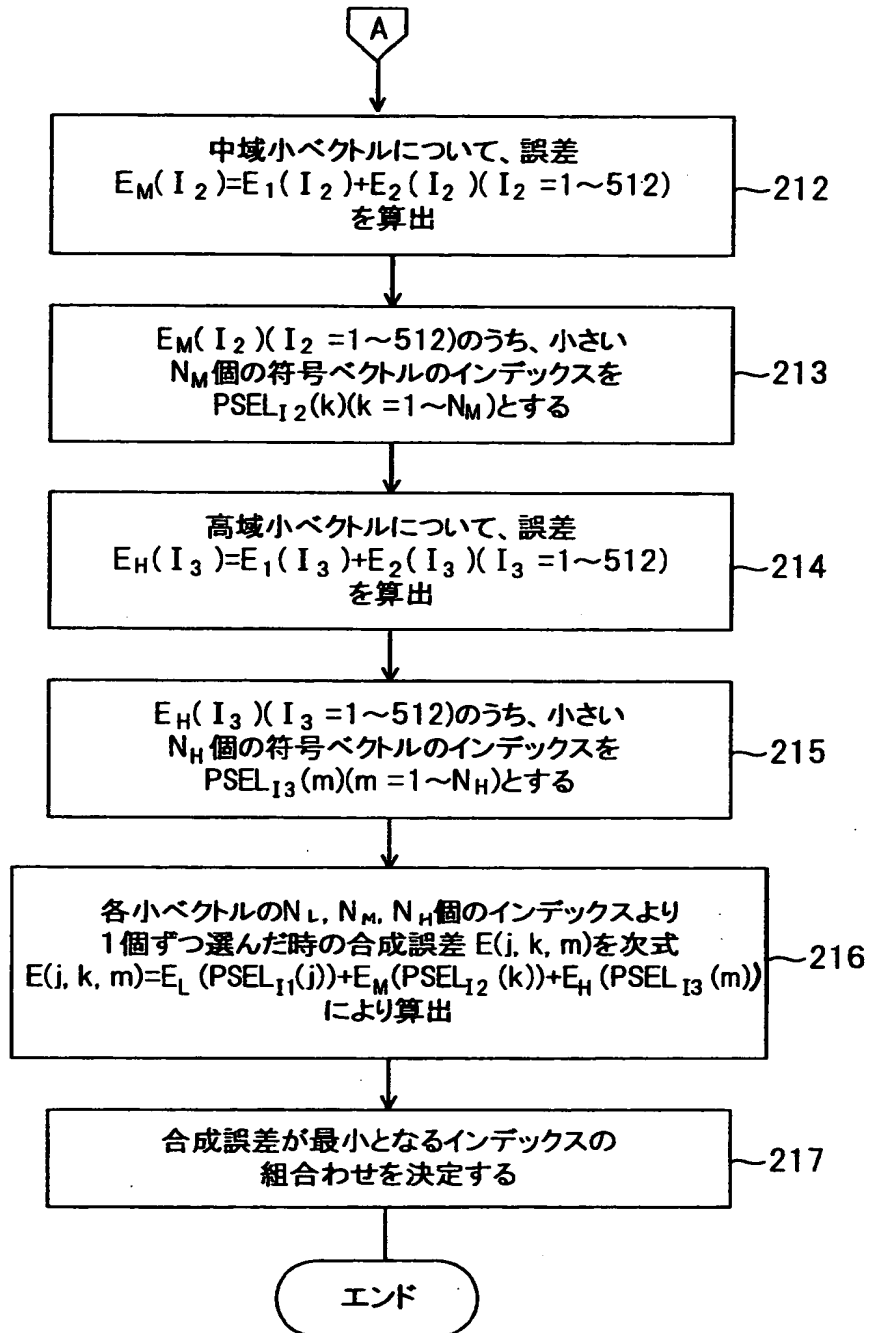 A
中域小ベクトルについて、誤差
E_M(I_2)=E_1(I_2)+E_2(I_2)(I_2=1~512)
を算出
212
E_M(I_2)(I_2=1~512)のうち、小さい
N_M個の符号ベクトルのインデックスを
PSEL_I2(k)(k=1~N_M)とする
213
高域小ベクトルについて、誤差
E_H(I_3)=E_1(I_3)+E_2(I_3)(I_3=1~512)
を算出
214
E_H(I_3)(I_3=1~512)のうち、小さい
N_H個の符号ベクトルのインデックスを
PSEL_I3(m)(m=1~N_H)とする
215
各小ベクトルのN_L, N_M, N_H個のインデックスより
1個ずつ選んだ時の合成誤差 E(j, k, m)を次式
E(j, k, m)=E_L(PSEL_I1(j))+E_M(PSEL_I2(k))+E_H(PSEL_I3(m))
により算出
216
合成誤差が最小となるインデックスの
組合わせを決定する
217
エンド